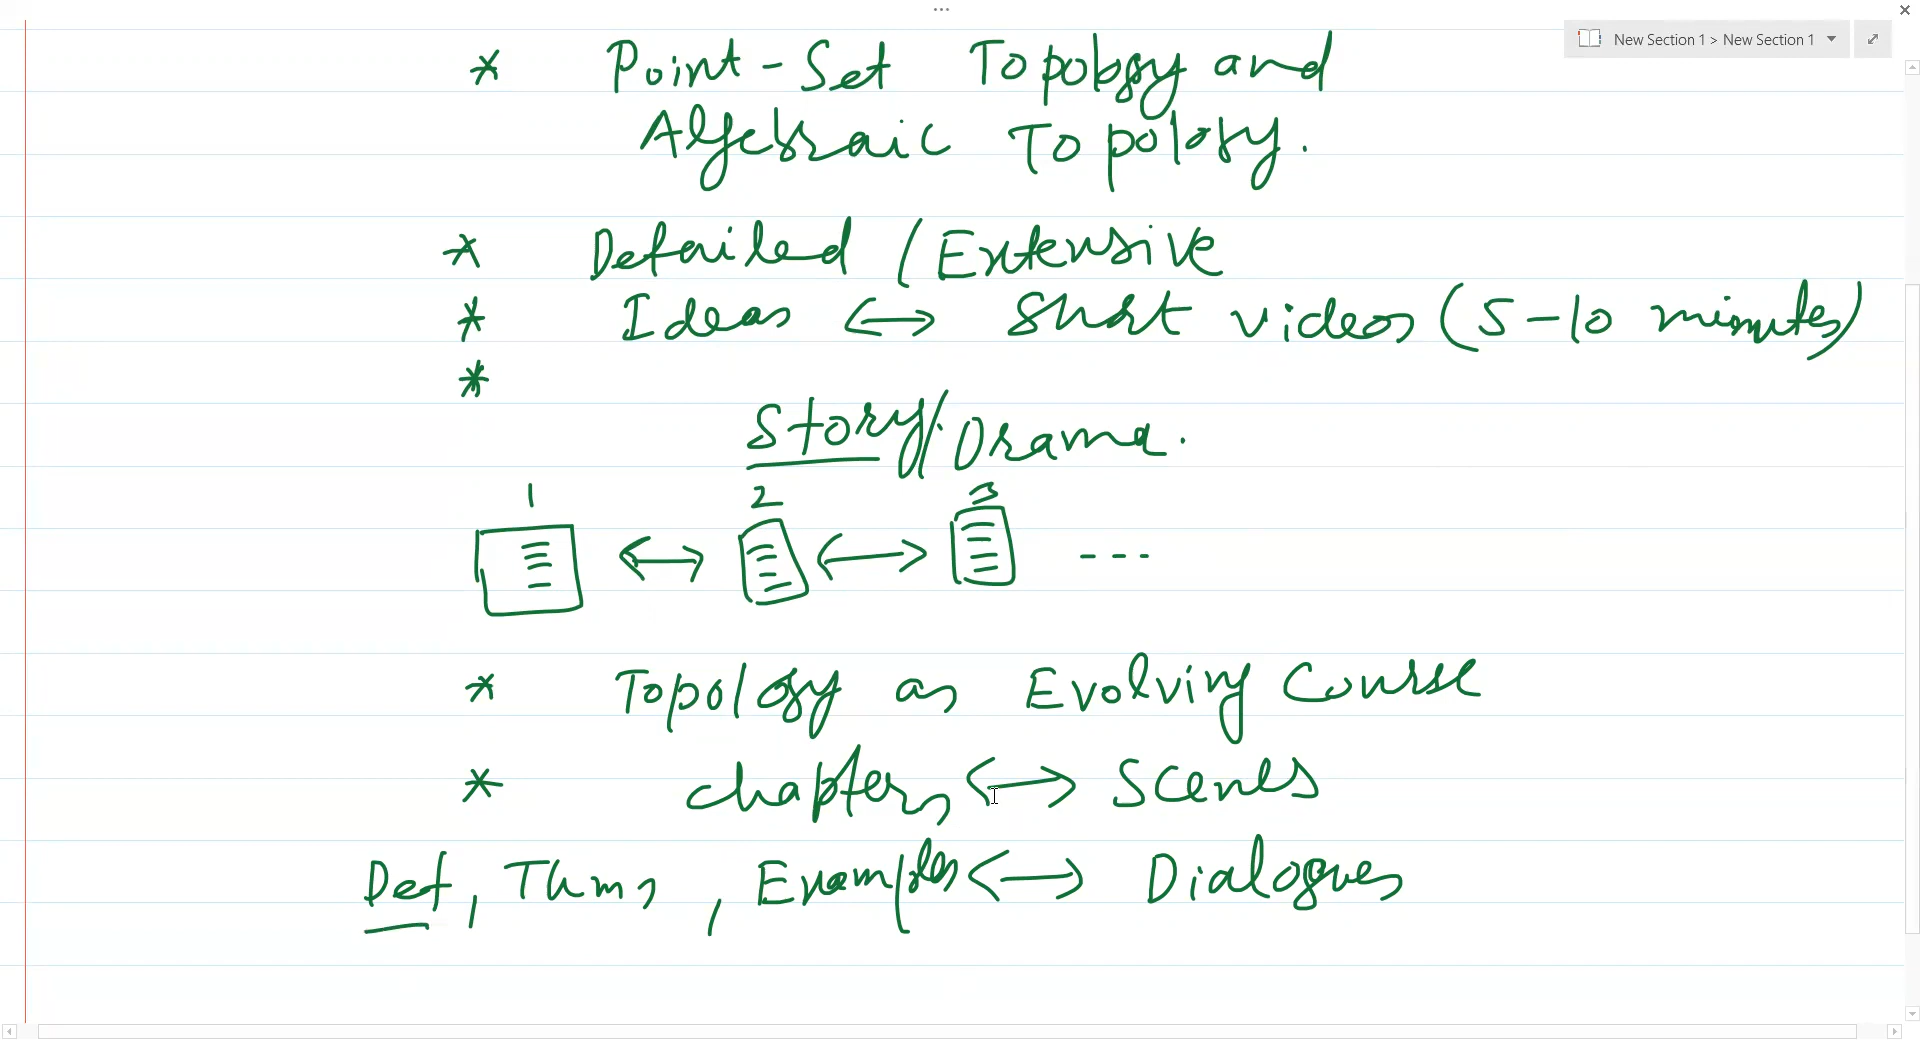 New Section 1 > New Section 1
* Point-Set Topology and
Algebraic Topology.
* Detailed / Extensive
* Ideas <-> Short videos (5-10 minutes)
*
Story/Drama.
1 2 3
<-> <-> ---
* Topology as Evolving Course
* chapters <-> Scenes
Def, Thms, Examples <-> Dialogues